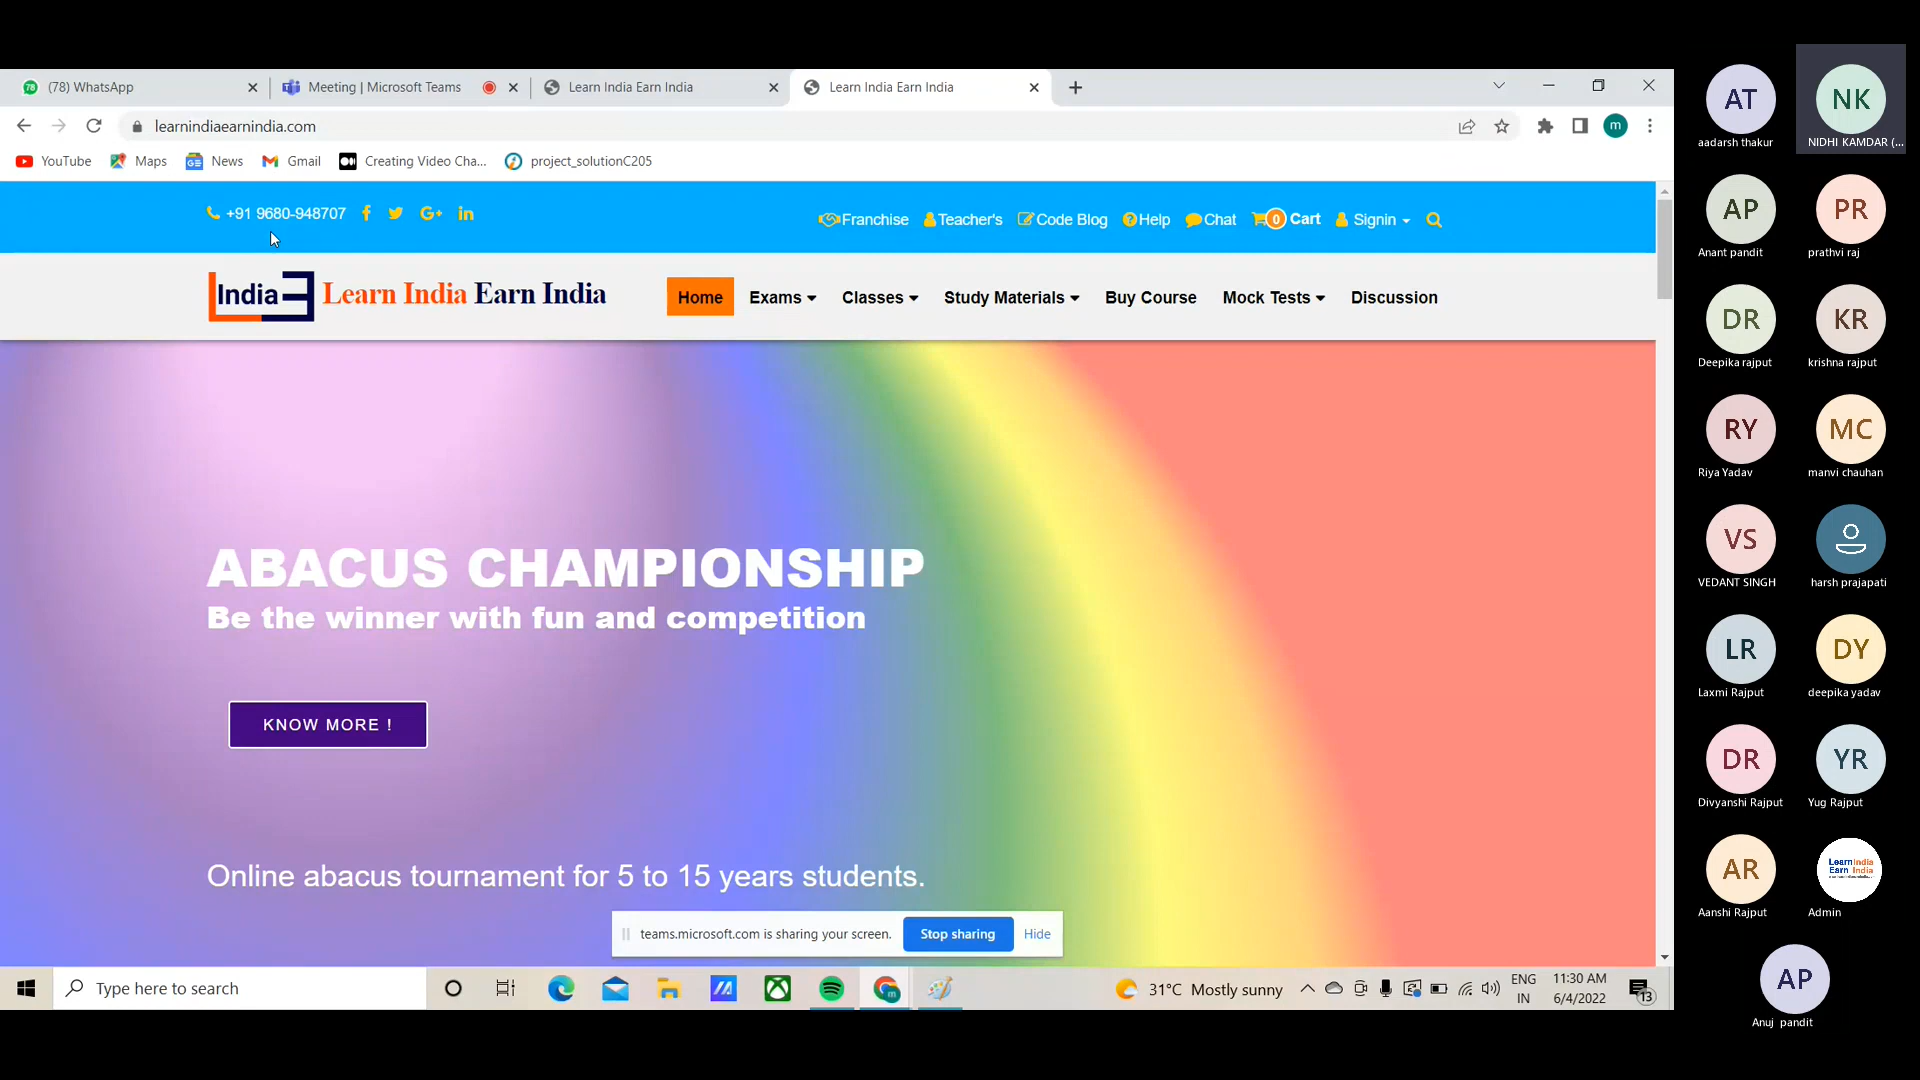 (78) WhatsApp
Meeting | Microsoft Teams
Learn India Earn India
Learn India Earn India
learnindiaearnindia.com
m
YouTube
Maps
News
Gmail
Creating Video Cha...
project_solutionC205
+91 9680-948707
Franchise
Teacher's
Code Blog
Help
Chat
0 Cart
Signin
India
Learn India Earn India
Home
Exams
Classes
Study Materials
Buy Course
Mock Tests
Discussion
ABACUS CHAMPIONSHIP
Be the winner with fun and competition
KNOW MORE !
Online abacus tournament for 5 to 15 years students.
teams.microsoft.com is sharing your screen.
Stop sharing
Hide
Type here to search
31°C Mostly sunny
ENG
IN
11:30 AM
6/4/2022
13
AT
aadarsh thakur
NK
NIDHI KAMDAR (...
AP
Anant pandit
PR
prathvi raj
DR
Deepika rajput
KR
krishna rajput
RY
Riya Yadav
MC
manvi chauhan
VS
VEDANT SINGH
harsh prajapati
LR
Laxmi Rajput
DY
deepika yadav
DR
Divyanshi Rajput
YR
Yug Rajput
AR
Aanshi Rajput
Learn India
Earn India
Admin
AP
Anuj pandit